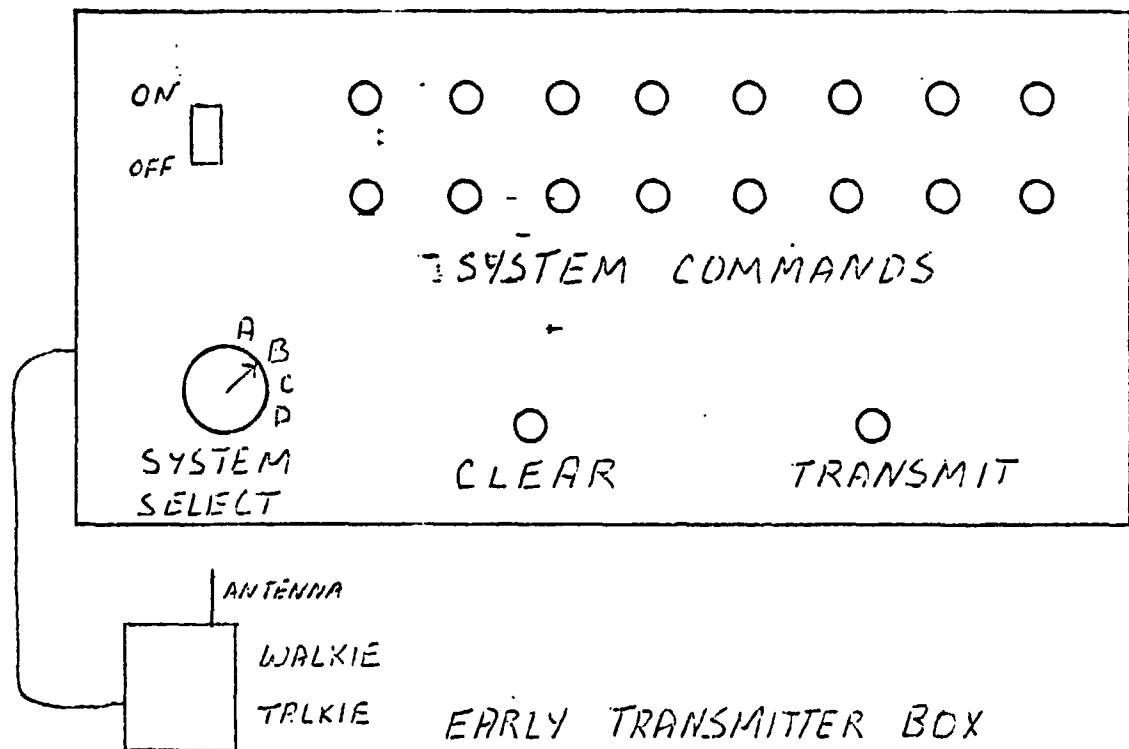 ON
OFF
SYSTEM COMMANDS
A
B
C
D
SYSTEM
SELECT
CLEAR
TRANSMIT
ANTENNA
WALKIE
TALKIE
EARLY TRANSMITTER BOX